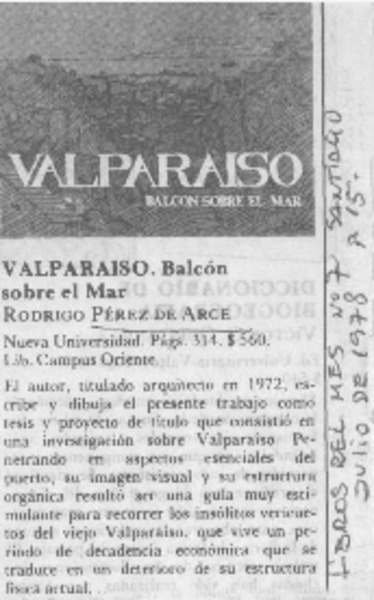 VALPARAISO
BALCON SOBRE EL MAR
VALPARAISO. Balcón
sobre el Mar
RODRIGO PÉREZ DE ARCE
Nueva Universidad. Págs. 314. $ 560.
Lib. Campus Oriente.
El autor, titulado arquitecto en 1972, es-
cribe y dibuja el presente trabajo como
tesis y proyecto de título que consistió en
una investigación sobre Valparaíso Pe-
netrando en aspectos esenciales del
puerto, su imagen visual y su estructura
orgánica resultó ser una guía muy esti-
mulante para recorrer los insólitos vericue-
tos del viejo Valparaíso, que vive un pe-
ríodo de decadencia económica que se
traduce en un deterioro de su estructura
física actual...
LIBROS DEL MES Nº 7 SANTIAGO
Julio DE 1978 P 15.
DICCIONARIO DE